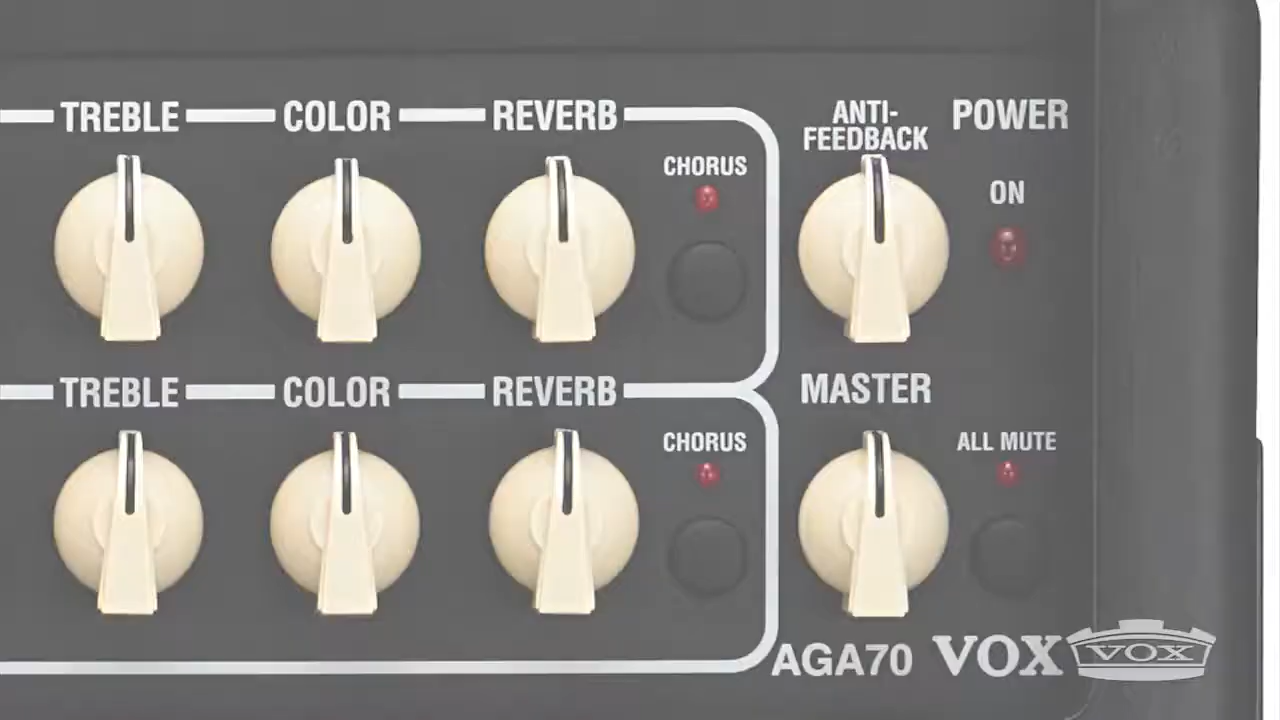 TREBLE COLOR REVERB
ANTI-
FEEDBACK
POWER
CHORUS
ON
TREBLE COLOR REVERB
MASTER
CHORUS
ALL MUTE
AGA70 VOX
VOX